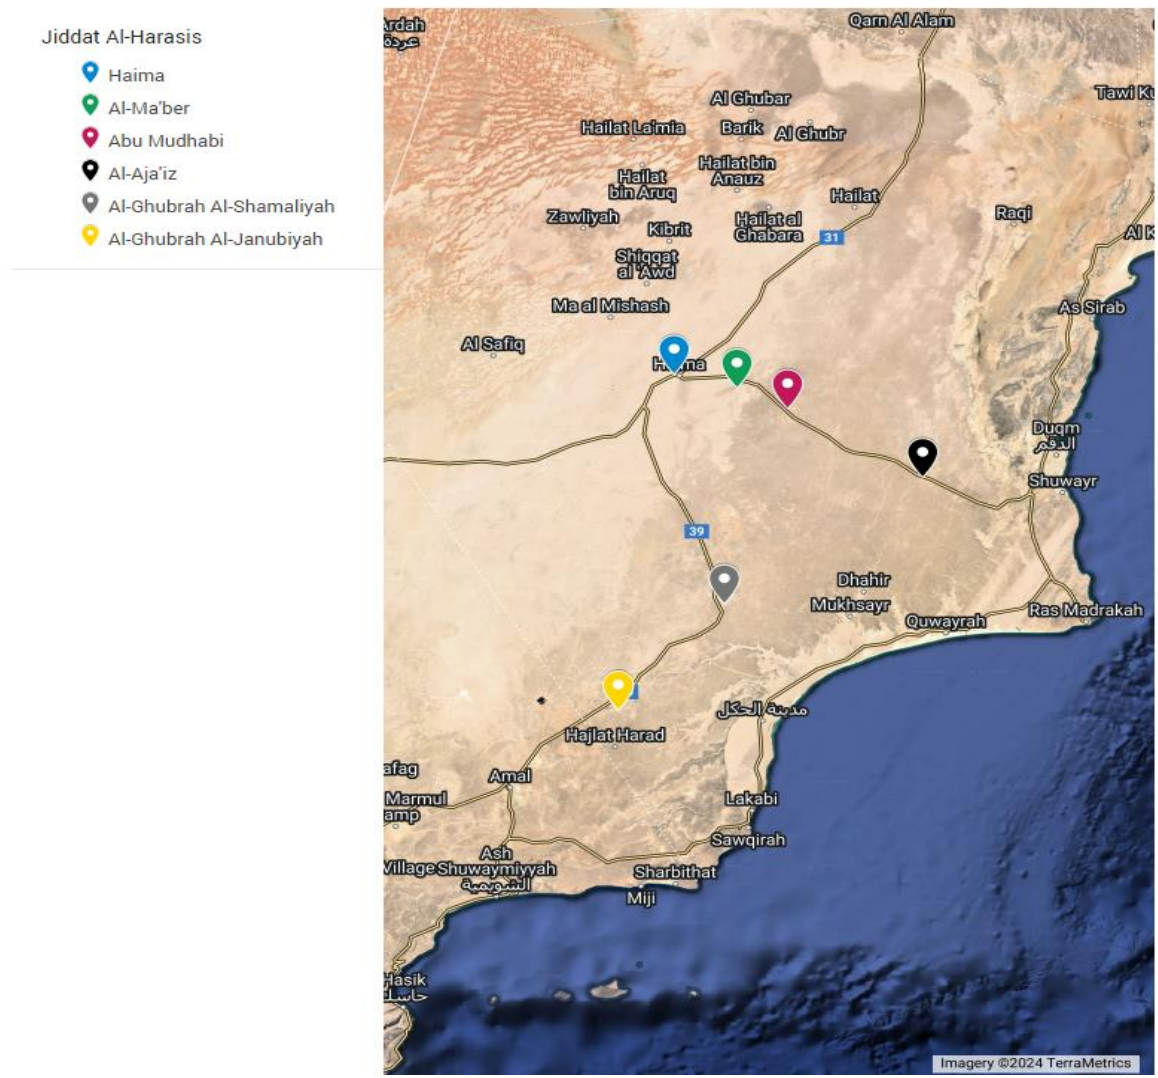 Jiddat Al-Harasis
Haima
Al-Ma'ber
Abu Mudhabi
Al-Aja'iz
Al-Ghubrah Al-Shamaliyah
Al-Ghubrah Al-Janubiyah
Ardah
عردة
Qarn Al Alam
Tawi Ku
Al Ghubar
Hailat La'mia
Barik
Al Ghubr
Hailat bin
Anauz
Hailat
bin Aruq
Hailat
Zawliyah
Hailat al
Ghabara
Raqi
Kibrit
31
Al K
Shiqqat
al 'Awd
Ma al Mishash
As Sirab
Al Safiq
Duqm
الدقم
Shuwayr
39
Dhahir
Mukhsayr
Ras Madrakah
Quwayrah
مدينة الجكل
Hajlat Harad
afag
Amal
Marmul
amp
Lakabi
Sawqirah
Ash
Village Shuwaymiyyah
الشويمية
Sharbithat
Miji
Hasik
حاسك
Imagery ©2024 TerraMetrics